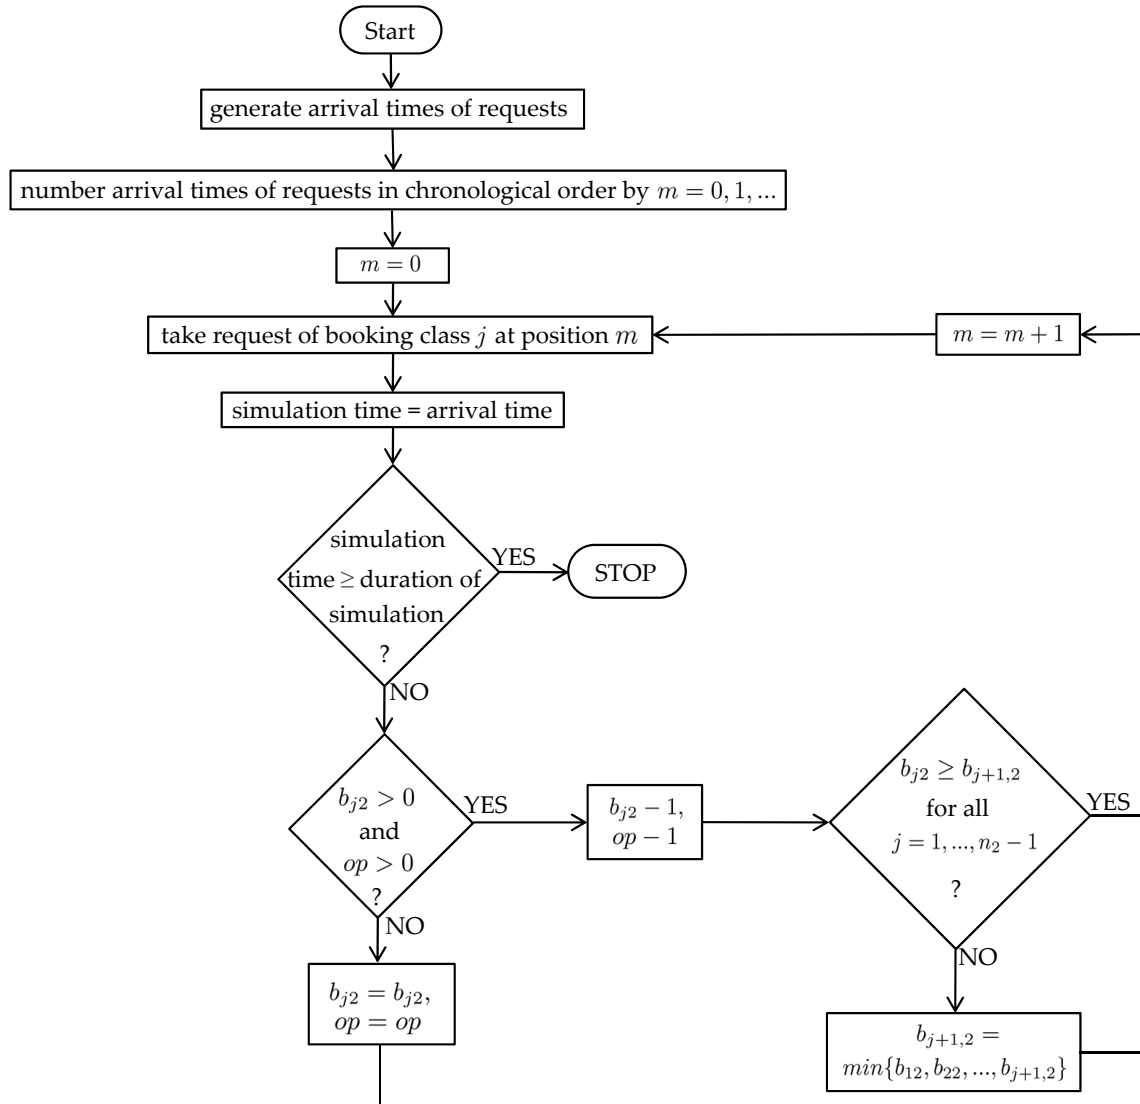 Start
generate arrival times of requests
number arrival times of requests in chronological order by m = 0, 1, ...
m = 0
take request of booking class j at position m
m = m + 1
simulation time = arrival time
simulation
time ≥ duration of
simulation
?
YES
STOP
NO
b_{j2} > 0
and
op > 0
?
YES
b_{j2} − 1,
op − 1
b_{j2} ≥ b_{j+1,2}
for all
j = 1, ..., n_2 − 1
?
YES
NO
b_{j2} = b_{j2},
op = op
NO
b_{j+1,2} =
min{b_{12}, b_{22}, ..., b_{j+1,2}}